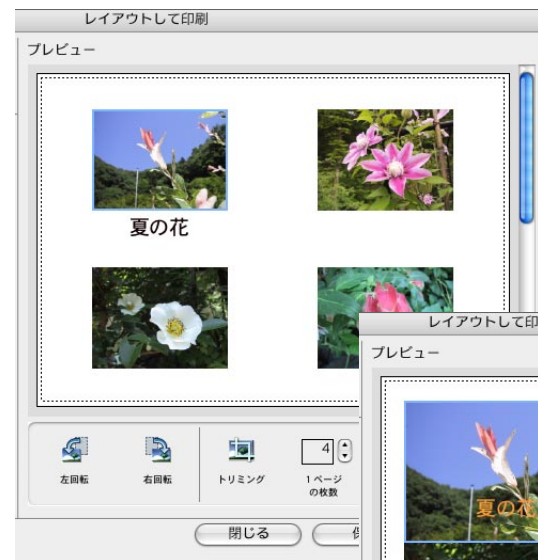 レイアウトして印刷
プレビュー
夏の花
左回転
右回転
トリミング
4
1 ページ
の枚数
閉じる
レイアウトして印
プレビュー
夏の花